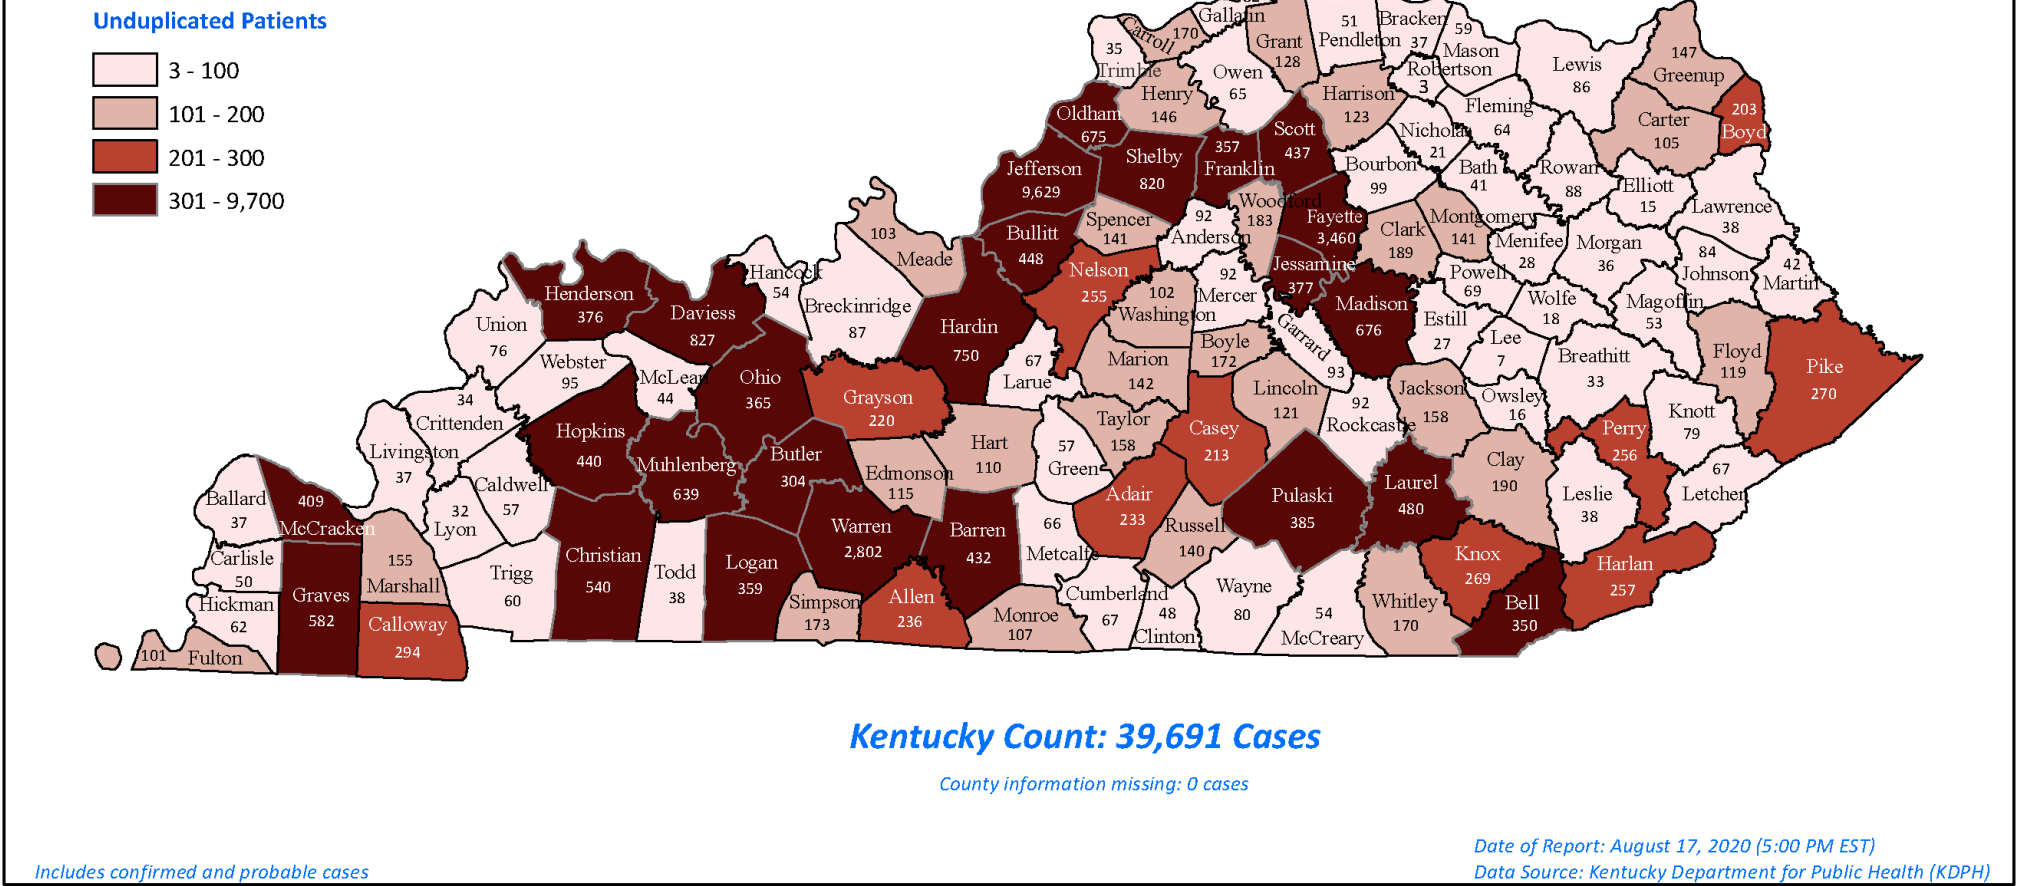 Unduplicated Patients
3 - 100
101 - 200
201 - 300
301 - 9,700
Gallatin
Carroll
170
35
Trimble
Grant
128
51
Pendleton
Bracken
37
59
Mason
Robertson
3
Lewis
86
147
Greenup
Owen
65
Henry
146
Harrison
123
Fleming
64
Carter
105
203
Boyd
Oldham
675
Scott
437
Nicholas
21
Jefferson
9,629
Shelby
820
357
Franklin
Bourbon
99
Bath
41
Rowan
88
Elliott
15
Lawrence
38
103
Meade
Bullitt
448
Spencer
141
92
Anderson
Woodford
183
Fayette
3,460
Clark
189
Montgomery
141
Menifee
28
Morgan
36
84
Johnson
42
Martin
Henderson
376
Daviess
827
Hancock
54
Breckinridge
87
Nelson
255
102
Washington
92
Mercer
Jessamine
377
Madison
676
Powell
69
Wolfe
18
Magoffin
53
Union
76
Hardin
750
Estill
27
Lee
7
Breathitt
33
Floyd
119
Pike
270
Webster
95
McLean
44
Ohio
365
Grayson
220
67
Larue
Marion
142
Boyle
172
Garrard
93
34
Crittenden
Lincoln
121
92
Rockcastle
Jackson
158
Owsley
16
Knott
79
Hopkins
440
Muhlenberg
639
Butler
304
Edmonson
115
Hart
110
57
Green
Taylor
158
Casey
213
Perry
256
Livingston
37
Caldwell
57
32
Lyon
Clay
190
Leslie
38
67
Letcher
Ballard
37
409
McCracken
Warren
2,802
Barren
432
66
Metcalfe
Adair
233
Russell
140
Pulaski
385
Laurel
480
Carlisle
50
155
Marshall
Trigg
60
Christian
540
Todd
38
Logan
359
Simpson
173
Allen
236
Knox
269
Harlan
257
Hickman
62
Graves
582
Calloway
294
Monroe
107
Cumberland
67
48
Clinton
Wayne
80
54
McCreary
Whitley
170
Bell
350
101
Fulton
Kentucky Count: 39,691 Cases
County information missing: 0 cases
Date of Report: August 17, 2020 (5:00 PM EST)
Includes confirmed and probable cases
Data Source: Kentucky Department for Public Health (KDPH)